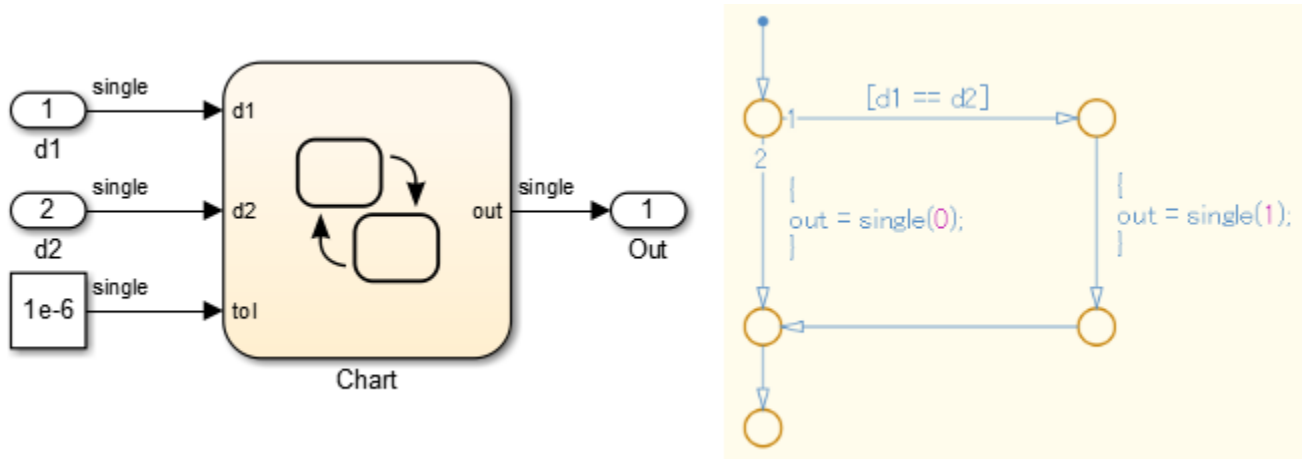 single
1
d1
d1
single
2
d2
d2
single
1e-6
tol
out
single
1
Out
Chart
[d1 == d2]
1
2
{
out = single(0);
}
{
out = single(1);
}